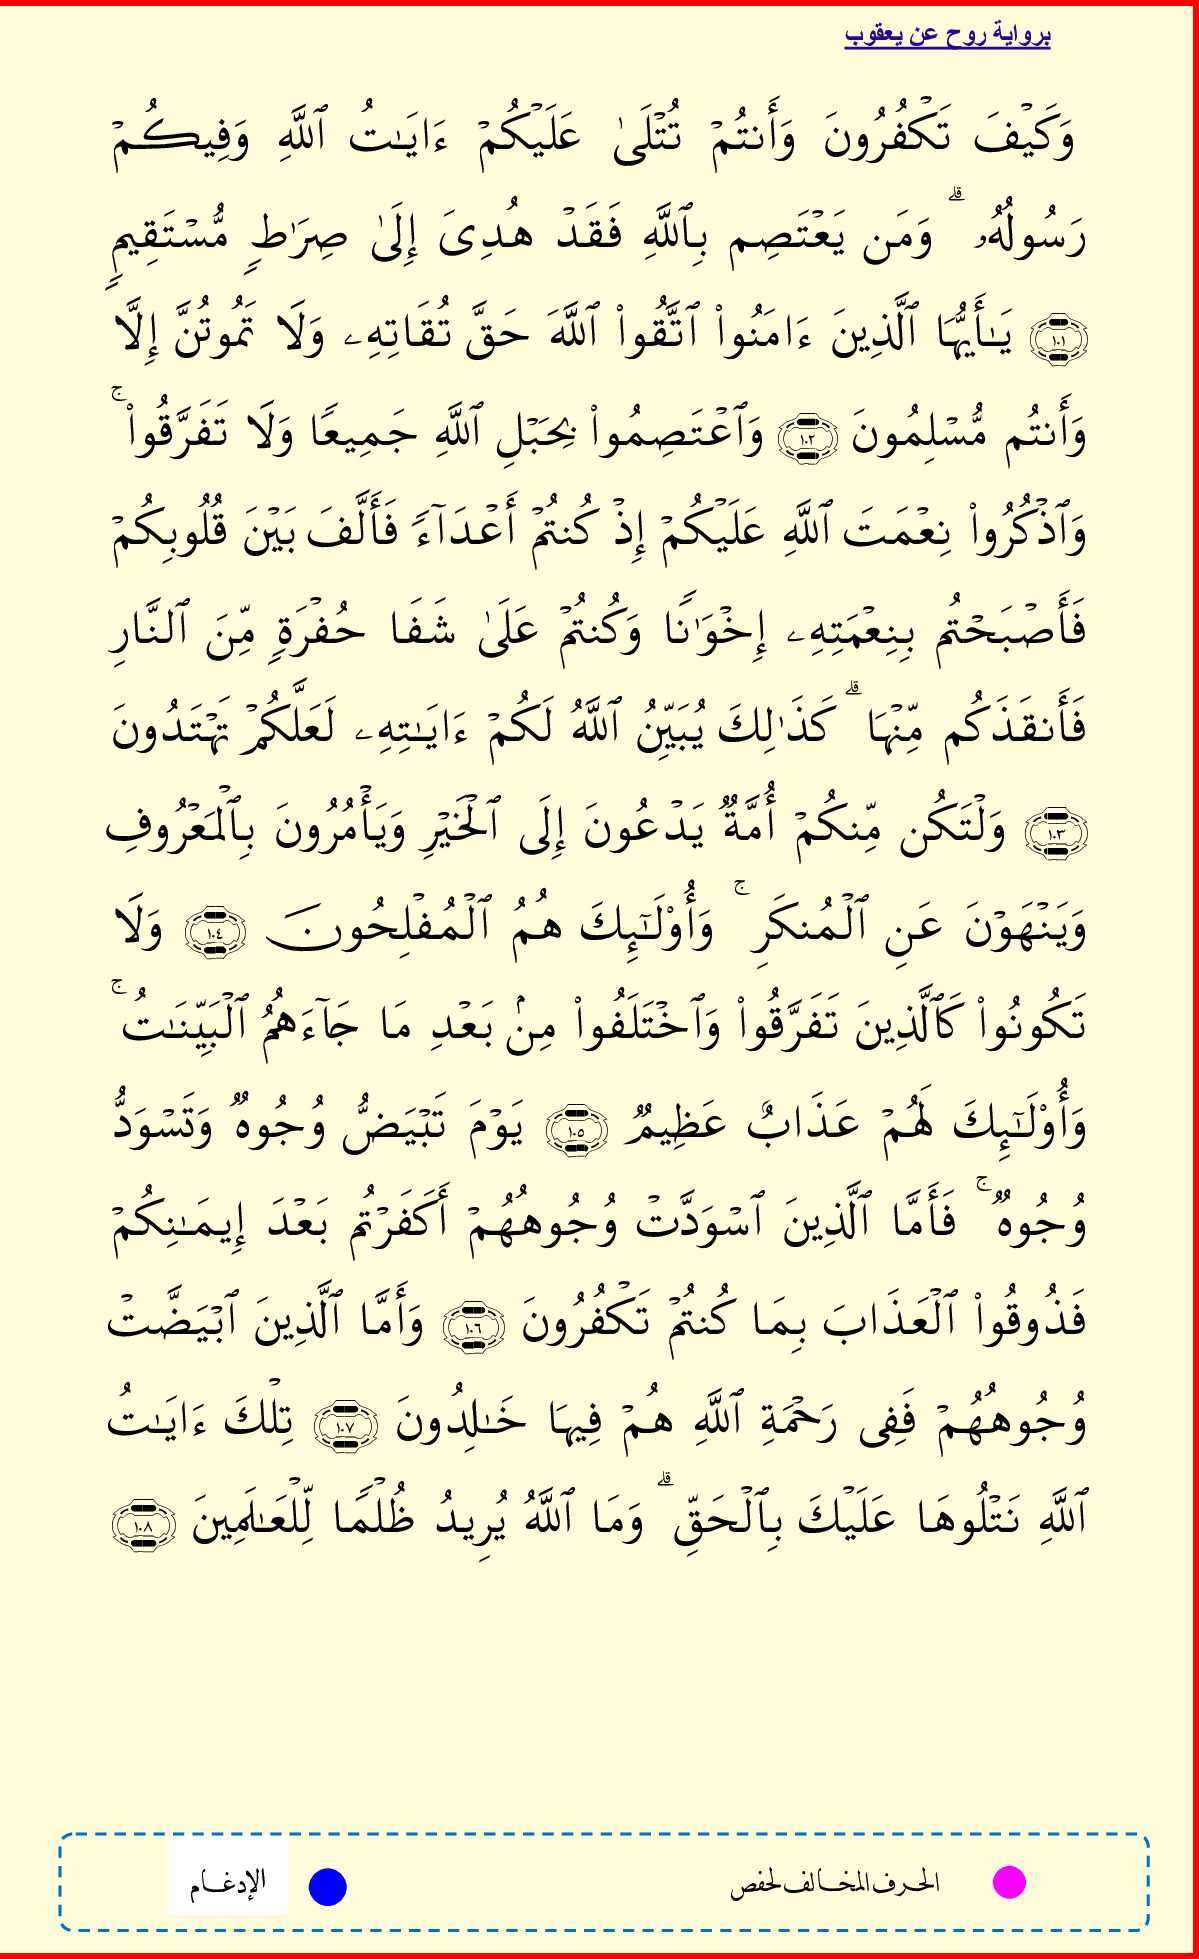 برواية روح عن يعقوب
وَكَيۡفَ تَكۡفُرُونَ وَأَنتُمۡ تُتۡلَىٰ عَلَيۡكُمۡ ءَايَـٰتُ ٱللَّهِ وَفِيكُمۡ
رَسُولُهُۥ ۗ وَمَن يَعۡتَصِم بِٱللَّهِ فَقَدۡ هُدِىَ إِلَىٰ صِرَٰطٍ مُّسۡتَقِيمٍ
١٠١ يَـٰٓأَيُّهَا ٱلَّذِينَ ءَامَنُواْ ٱتَّقُواْ ٱللَّهَ حَقَّ تُقَاتِهِۦ وَلَا تَمُوتُنَّ إِلَّا
وَأَنتُم مُّسۡلِمُونَ ١٠٢ وَٱعۡتَصِمُواْ بِحَبۡلِ ٱللَّهِ جَمِيعًا وَلَا تَفَرَّقُواْ ۚ
وَٱذۡكُرُواْ نِعۡمَتَ ٱللَّهِ عَلَيۡكُمۡ إِذۡ كُنتُمۡ أَعۡدَآءً فَأَلَّفَ بَيۡنَ قُلُوبِكُمۡ
فَأَصۡبَحۡتُم بِنِعۡمَتِهِۦ إِخۡوَٰنًا وَكُنتُمۡ عَلَىٰ شَفَا حُفۡرَةٍ مِّنَ ٱلنَّارِ
فَأَنقَذَكُم مِّنۡهَا ۗ كَذَٰلِكَ يُبَيِّنُ ٱللَّهُ لَكُمۡ ءَايَـٰتِهِۦ لَعَلَّكُمۡ تَهۡتَدُونَ
١٠٣ وَلۡتَكُن مِّنكُمۡ أُمَّةٌ يَدۡعُونَ إِلَى ٱلۡخَيۡرِ وَيَأۡمُرُونَ بِٱلۡمَعۡرُوفِ
وَيَنۡهَوۡنَ عَنِ ٱلۡمُنكَرِ ۚ وَأُوْلَـٰٓئِكَ هُمُ ٱلۡمُفۡلِحُونَ ١٠٤ وَلَا
تَكُونُواْ كَٱلَّذِينَ تَفَرَّقُواْ وَٱخۡتَلَفُواْ مِنۢ بَعۡدِ مَا جَآءَهُمُ ٱلۡبَيِّنَـٰتُ ۚ
وَأُوْلَـٰٓئِكَ لَهُمۡ عَذَابٌ عَظِيمٌ ١٠٥ يَوۡمَ تَبۡيَضُّ وُجُوهٌ وَتَسۡوَدُّ
وُجُوهٌ ۚ فَأَمَّا ٱلَّذِينَ ٱسۡوَدَّتۡ وُجُوهُهُمۡ أَكَفَرۡتُم بَعۡدَ إِيمَـٰنِكُمۡ
فَذُوقُواْ ٱلۡعَذَابَ بِمَا كُنتُمۡ تَكۡفُرُونَ ١٠٦ وَأَمَّا ٱلَّذِينَ ٱبۡيَضَّتۡ
وُجُوهُهُمۡ فَفِى رَحۡمَةِ ٱللَّهِ هُمۡ فِيهَا خَـٰلِدُونَ ١٠٧ تِلۡكَ ءَايَـٰتُ
ٱللَّهِ نَتۡلُوهَا عَلَيۡكَ بِٱلۡحَقِّ ۗ وَمَا ٱللَّهُ يُرِيدُ ظُلۡمًا لِّلۡعَـٰلَمِينَ ١٠٨
الحرف المخالف لحفص الإدغام